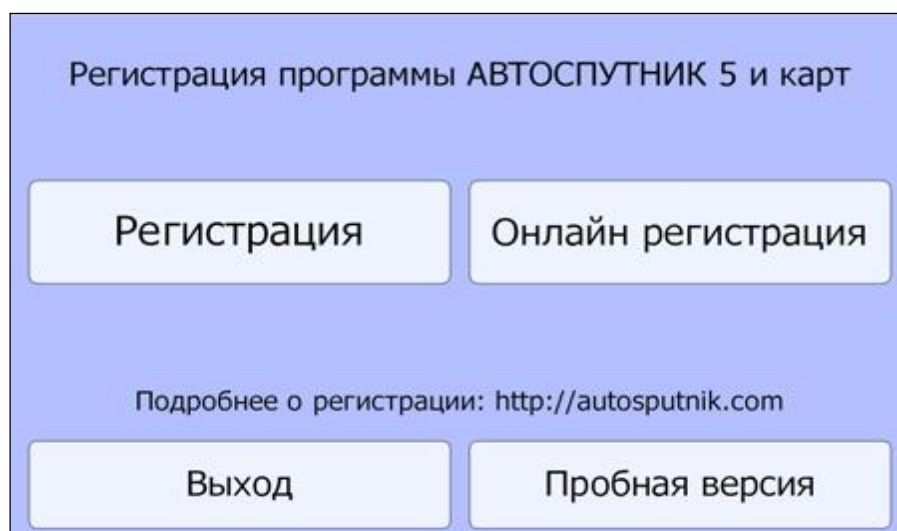 Регистрация программы АВТОСПУТНИК 5 и карт
Регистрация
Онлайн регистрация
Подробнее о регистрации: http://autosputnik.com
Выход
Пробная версия